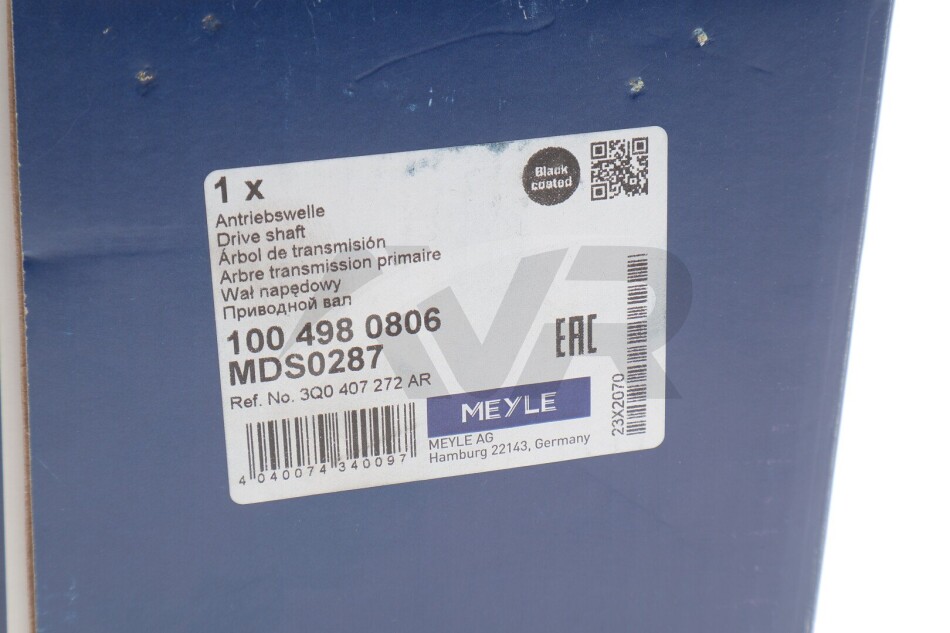 1 x
Black
coated
Antriebswelle
Drive shaft
Árbol de transmisión
Arbre transmission primaire
Wał napędowy
Приводной вал
100 498 0806
MDS0287
Ref. No. 3Q0 407 272 AR
EAC
23X2070
MEYLE
MEYLE AG
Hamburg 22143, Germany
4 040074 340097